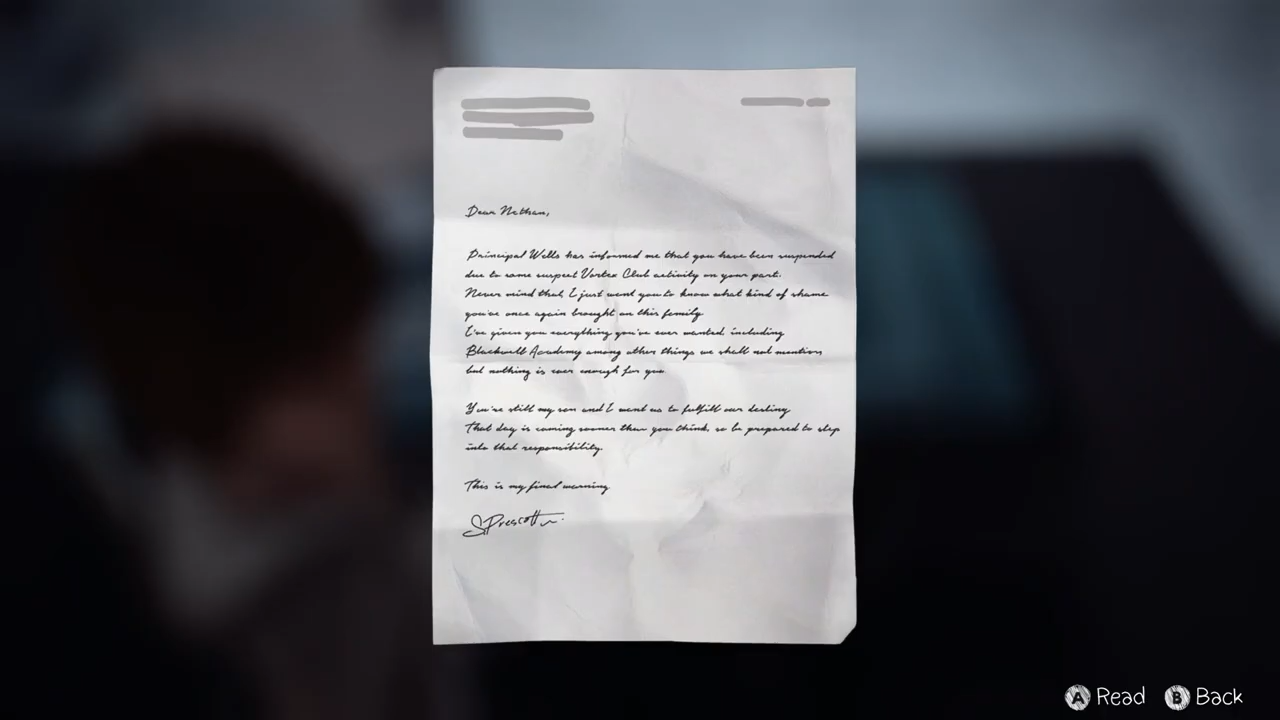 Dear Nathan,
Principal Wells has informed me that you have been suspended
due to some suspect Vortex Club activity on your part.
Never mind that, I just want you to know what kind of shame
you've once again brought on this family
I've given you everything you've ever wanted including
Blackwell Academy among other things we shall not mention,
but nothing is ever enough for you
You're still my son and I want us to fulfill our destiny
That day is coming sooner than you think, so be prepared to step
into that responsibility.
This is my final warning
S.Prescott
A Read B Back